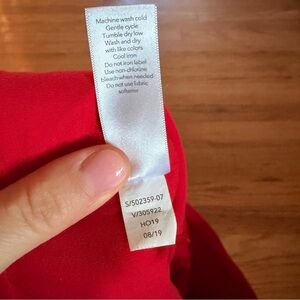 Machine wash cold
Gentle cycle
Tumble dry low
Wash and dry
with like colors
Cool iron
Do not iron label
Use non-chlorine
bleach when needed
Do not use fabric
softener
S/502359-07
V/305922
HO19
08/19